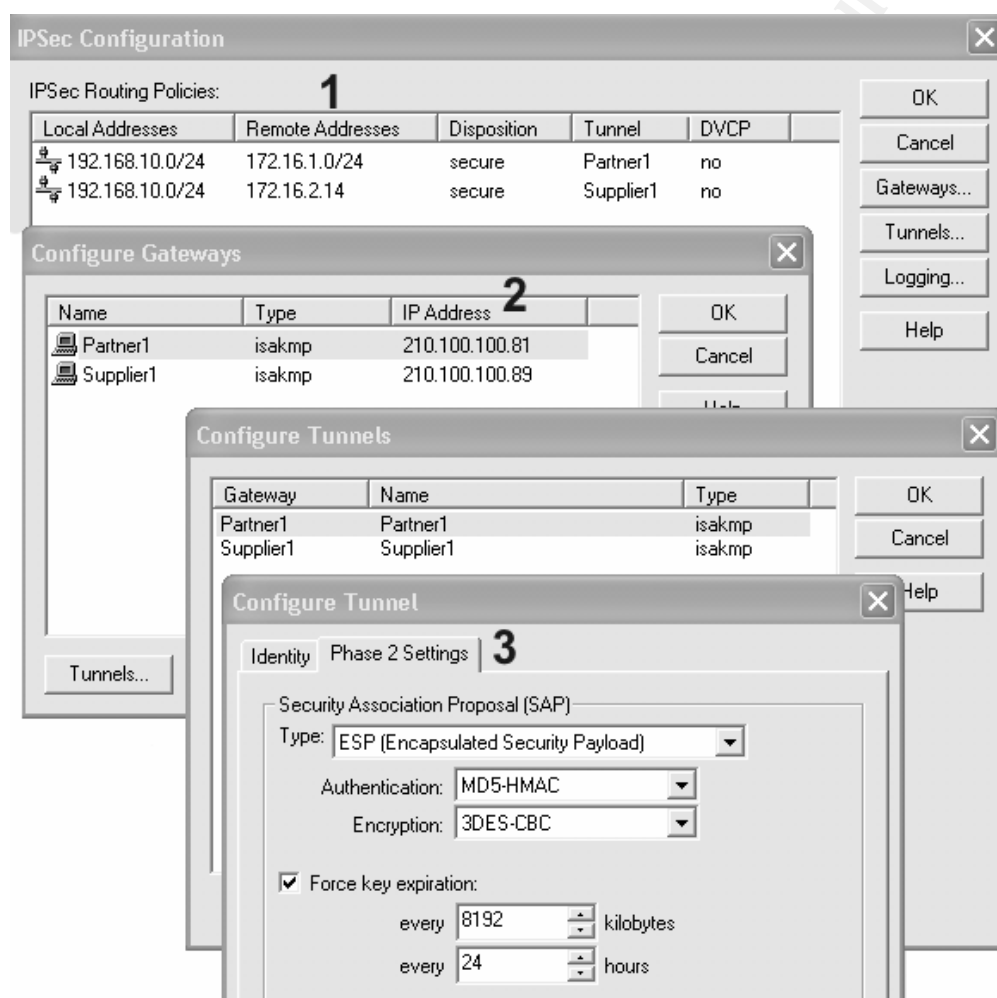 IPSec Configuration
IPSec Routing Policies: 1
Local Addresses Remote Addresses Disposition Tunnel DVCP
192.168.10.0/24 172.16.1.0/24 secure Partner1 no
192.168.10.0/24 172.16.2.14 secure Supplier1 no
OK
Cancel
Gateways...
Tunnels...
Logging...
Help
Configure Gateways
2
Name Type IP Address
Partner1 isakmp 210.100.100.81
Supplier1 isakmp 210.100.100.89
OK
Cancel
Tunnels...
Configure Tunnels
Gateway Name Type
Partner1 Partner1 isakmp
Supplier1 Supplier1 isakmp
OK
Cancel
Help
Configure Tunnel
Identity Phase 2 Settings 3
Security Association Proposal (SAP)
Type: ESP (Encapsulated Security Payload)
Authentication: MD5-HMAC
Encryption: 3DES-CBC
Force key expiration:
every 8192 kilobytes
every 24 hours